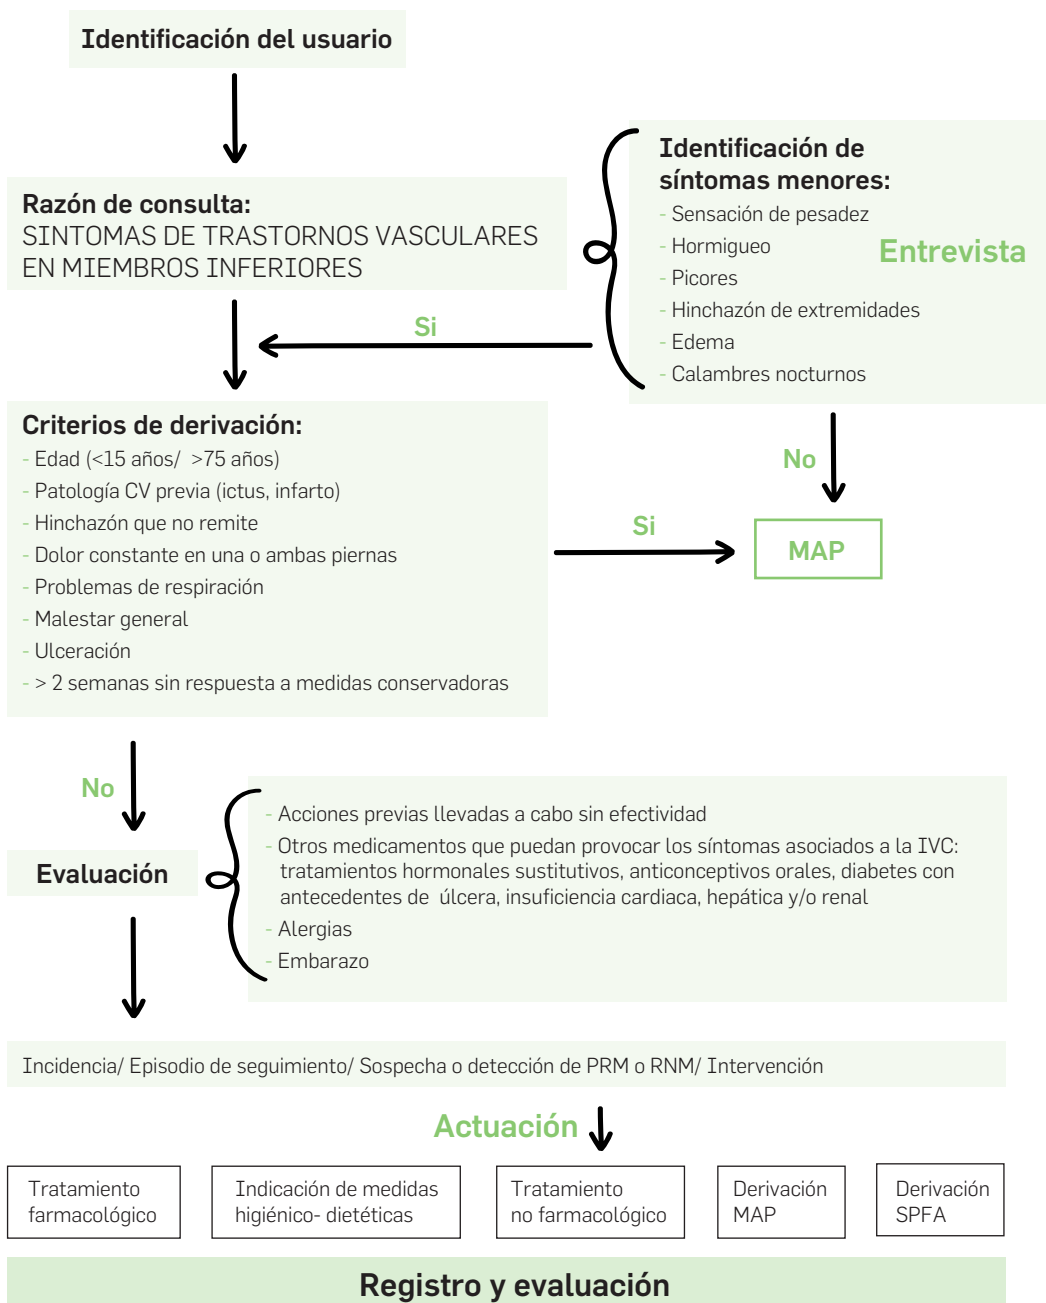 Identificación del usuario
Razón de consulta:
SINTOMAS DE TRASTORNOS VASCULARES
EN MIEMBROS INFERIORES
Identificación de
síntomas menores:
- Sensación de pesadez
- Hormigueo
- Picores
- Hinchazón de extremidades
- Edema
- Calambres nocturnos
Entrevista
Si
No
Criterios de derivación:
- Edad (<15 años/ >75 años)
- Patología CV previa (ictus, infarto)
- Hinchazón que no remite
- Dolor constante en una o ambas piernas
- Problemas de respiración
- Malestar general
- Ulceración
- > 2 semanas sin respuesta a medidas conservadoras
Si
MAP
No
Evaluación
- Acciones previas llevadas a cabo sin efectividad
- Otros medicamentos que puedan provocar los síntomas asociados a la IVC:
tratamientos hormonales sustitutivos, anticonceptivos orales, diabetes con
antecedentes de úlcera, insuficiencia cardiaca, hepática y/o renal
- Alergias
- Embarazo
Incidencia/ Episodio de seguimiento/ Sospecha o detección de PRM o RNM/ Intervención
Actuación
Tratamiento
farmacológico
Indicación de medidas
higiénico- dietéticas
Tratamiento
no farmacológico
Derivación
MAP
Derivación
SPFA
Registro y evaluación